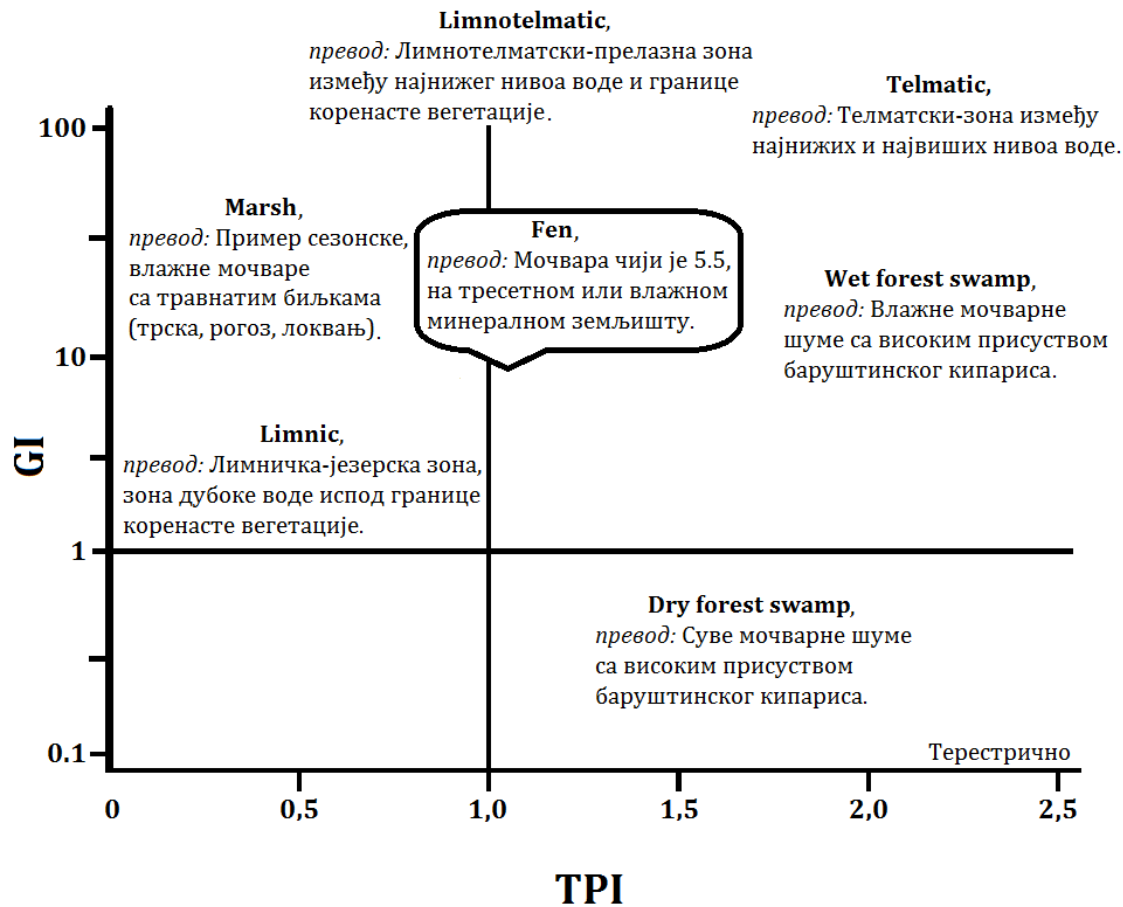 Limnotelmatic,
превод: Лимнотелматски-прелазна зона
између најнижег нивоа воде и границе
коренасте вегетације.
Telmatic,
превод: Телматски-зона између
најнижих и највиших нивоа воде.
100
Marsh,
превод: Пример сезонске,
влажне мочваре
са травнатим биљкама
(трска, рогоз, локвањ).
Fen,
превод: Мочвара чији је 5.5,
на тресетном или влажном
минералном земљишту.
Wet forest swamp,
превод: Влажне мочварне
шуме са високим присуством
баруштинског кипариса.
10
GI
Limnic,
превод: Лимничка-језерска зона,
зона дубоке воде испод границе
коренасте вегетације.
1
Dry forest swamp,
превод: Суве мочварне шуме
са високим присуством
баруштинског кипариса.
0.1
Терестрично
0 0,5 1,0 1,5 2,0 2,5
TPI